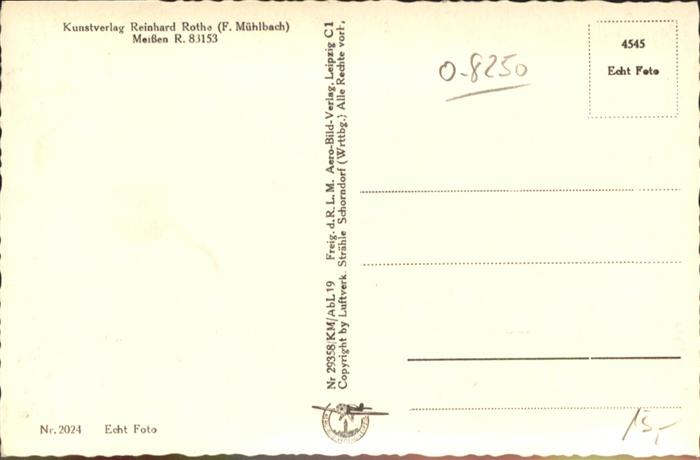 Kunstverlag Reinhard Rothe (F. Mühlbach)
Meißen R. 83153
4545
Echt Foto
0-8250
Nr 29358/KM/AbL19 Freig. d. R. L. M. Aero-Bild-Verlag, Leipzig C1
Copyright by Luftverk. Strähle Schorndorf (Wrttbg.) Alle Rechte vorb.
Nr. 2024 Echt Foto
15,-